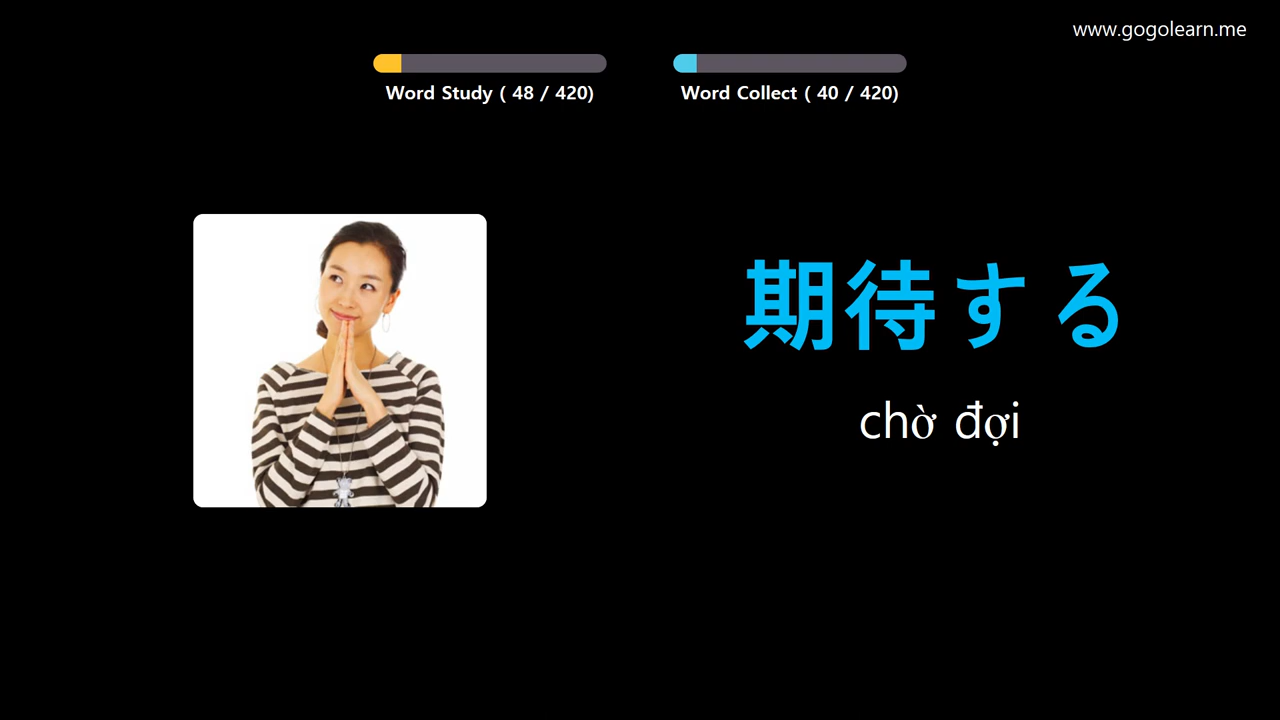 www.gogolearn.me
Word Study ( 48 / 420)
Word Collect ( 40 / 420)
期待する
chờ đợi